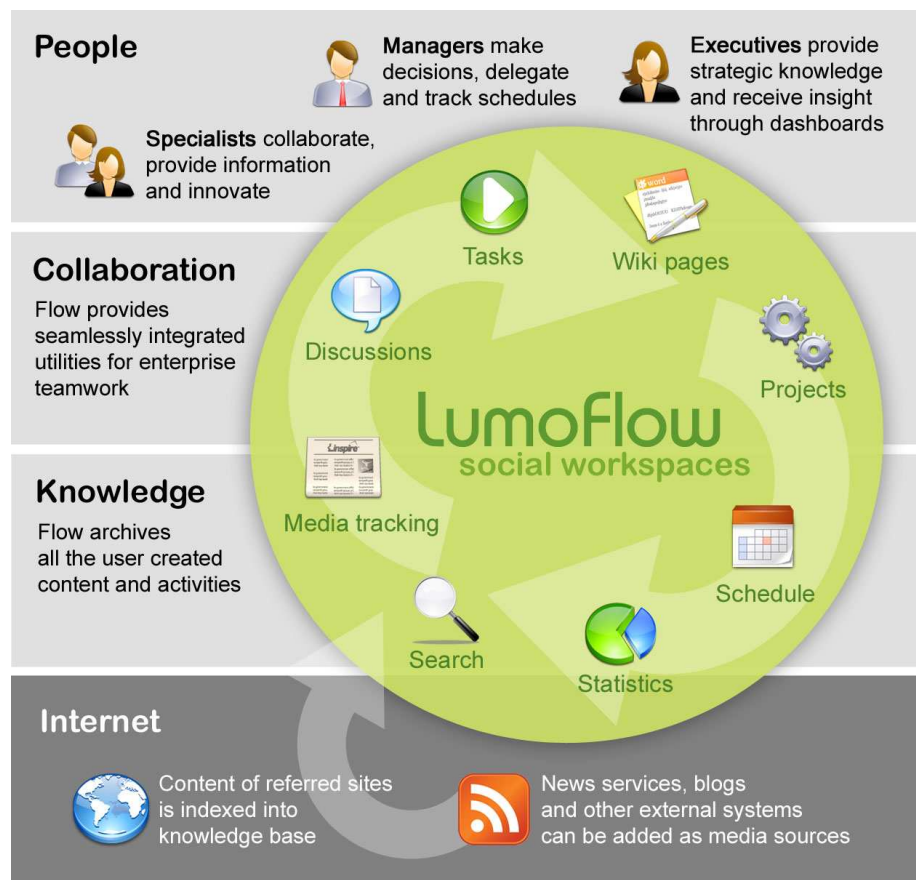 People
Managers make
decisions, delegate
and track schedules
Executives provide
strategic knowledge
and receive insight
through dashboards
Specialists collaborate,
provide information
and innovate
Tasks
word
Wiki pages
Collaboration
Flow provides
seamlessly integrated
utilities for enterprise
teamwork
Discussions
Projects
LumoFlow
social workspaces
Linspire
Media tracking
Knowledge
Flow archives
all the user created
content and activities
Schedule
Search
Statistics
Internet
Content of referred sites
is indexed into
knowledge base
News services, blogs
and other external systems
can be added as media sources